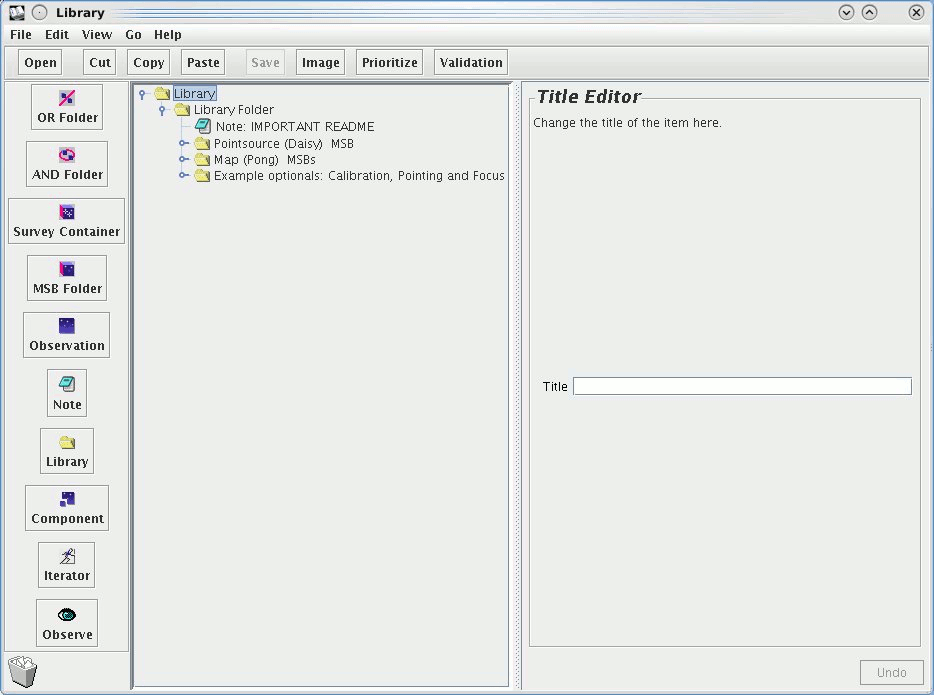 Library
File Edit View Go Help
Open Cut Copy Paste Save Image Prioritize Validation
OR Folder
AND Folder
Survey Container
MSB Folder
Observation
Note
Library
Component
Iterator
Observe
Library
Library Folder
Note: IMPORTANT README
Pointsource (Daisy) MSB
Map (Pong) MSBs
Example optionals: Calibration, Pointing and Focus
Title Editor
Change the title of the item here.
Title
Undo